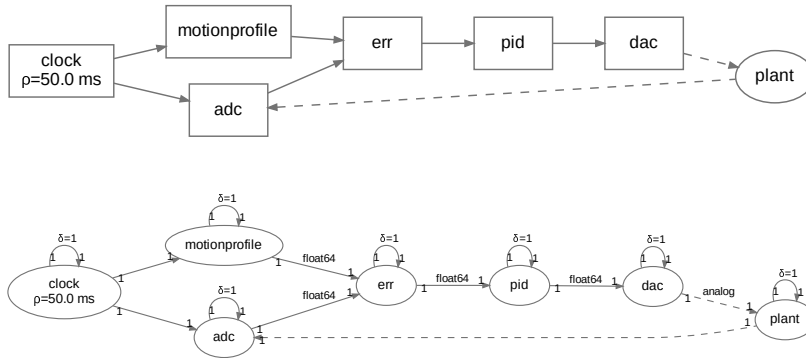 motionprofile
clock
ρ=50.0 ms
err
pid
dac
plant
adc
δ=1
1 1
motionprofile
1 1
δ=1
1 1
clock
ρ=50.0 ms
1
1
float64
1
δ=1
1 1
err
1
float64
1
δ=1
1 1
pid
1
float64
1
δ=1
1 1
dac
1
analog
1
δ=1
1 1
plant
1
δ=1
1 1
adc
1
1
float64
1
1